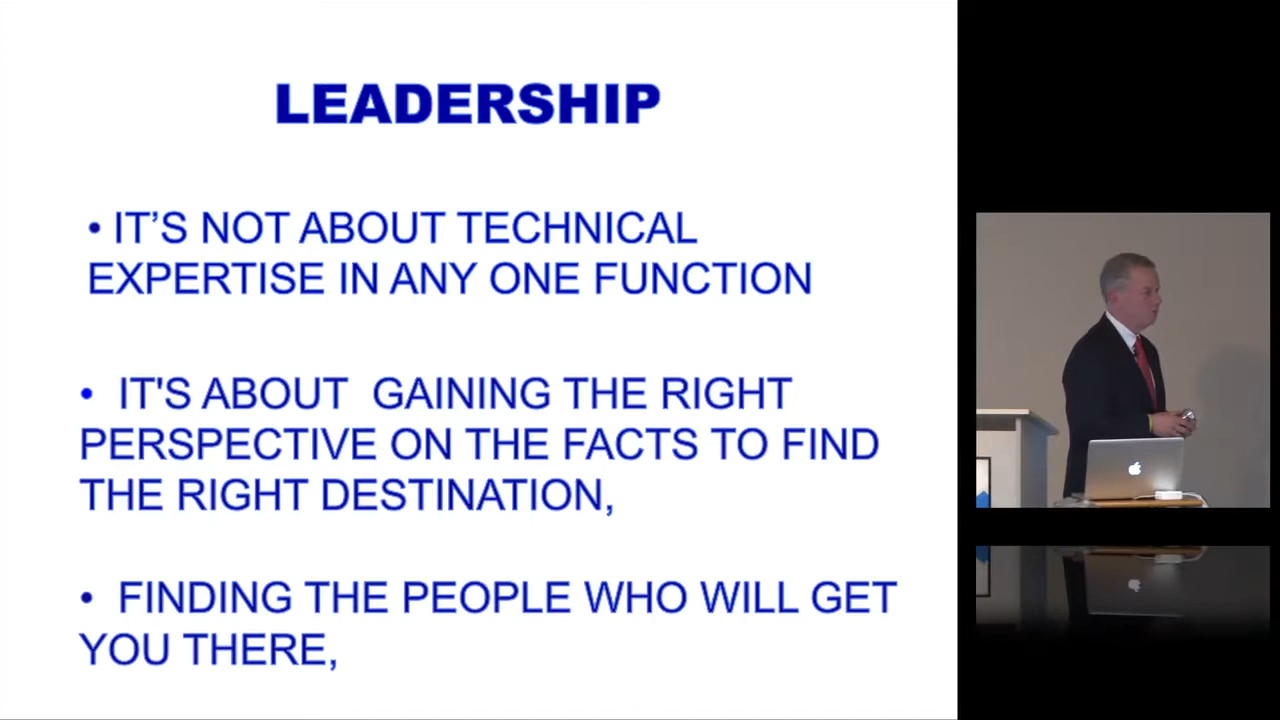 LEADERSHIP
• IT’S NOT ABOUT TECHNICAL
EXPERTISE IN ANY ONE FUNCTION
• IT'S ABOUT  GAINING THE RIGHT
PERSPECTIVE ON THE FACTS TO FIND
THE RIGHT DESTINATION,
• FINDING THE PEOPLE WHO WILL GET
YOU THERE,